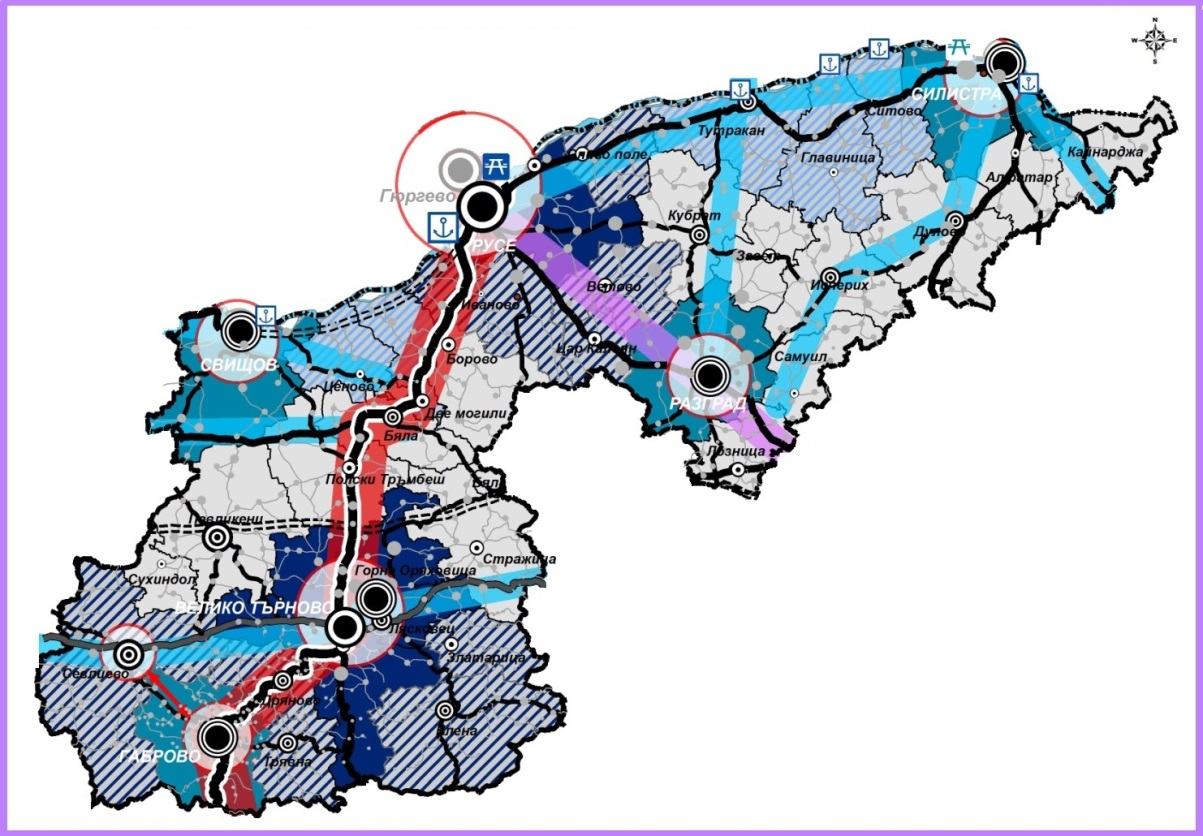 N
W E
S
СИЛИСТРА
Ситово
Тутракан
Кайнарджа
Главиница
Алфатар
Гюргево
Кубрат
Дулово
РУСЕ
Исперих
Ветово
Иваново
Цар Калоян
Борово
Самуил
СВИЩОВ
Ценово
РАЗГРАД
Две могили
Бяла
Лозница
Полски Тръмбеш
Павликени
Стражица
Горна Оряховица
Сухиндол
ВЕЛИКО ТЪРНОВО
Лясковец
Златарица
Севлиево
Дряново
Елена
ГАБРОВО
Трявна